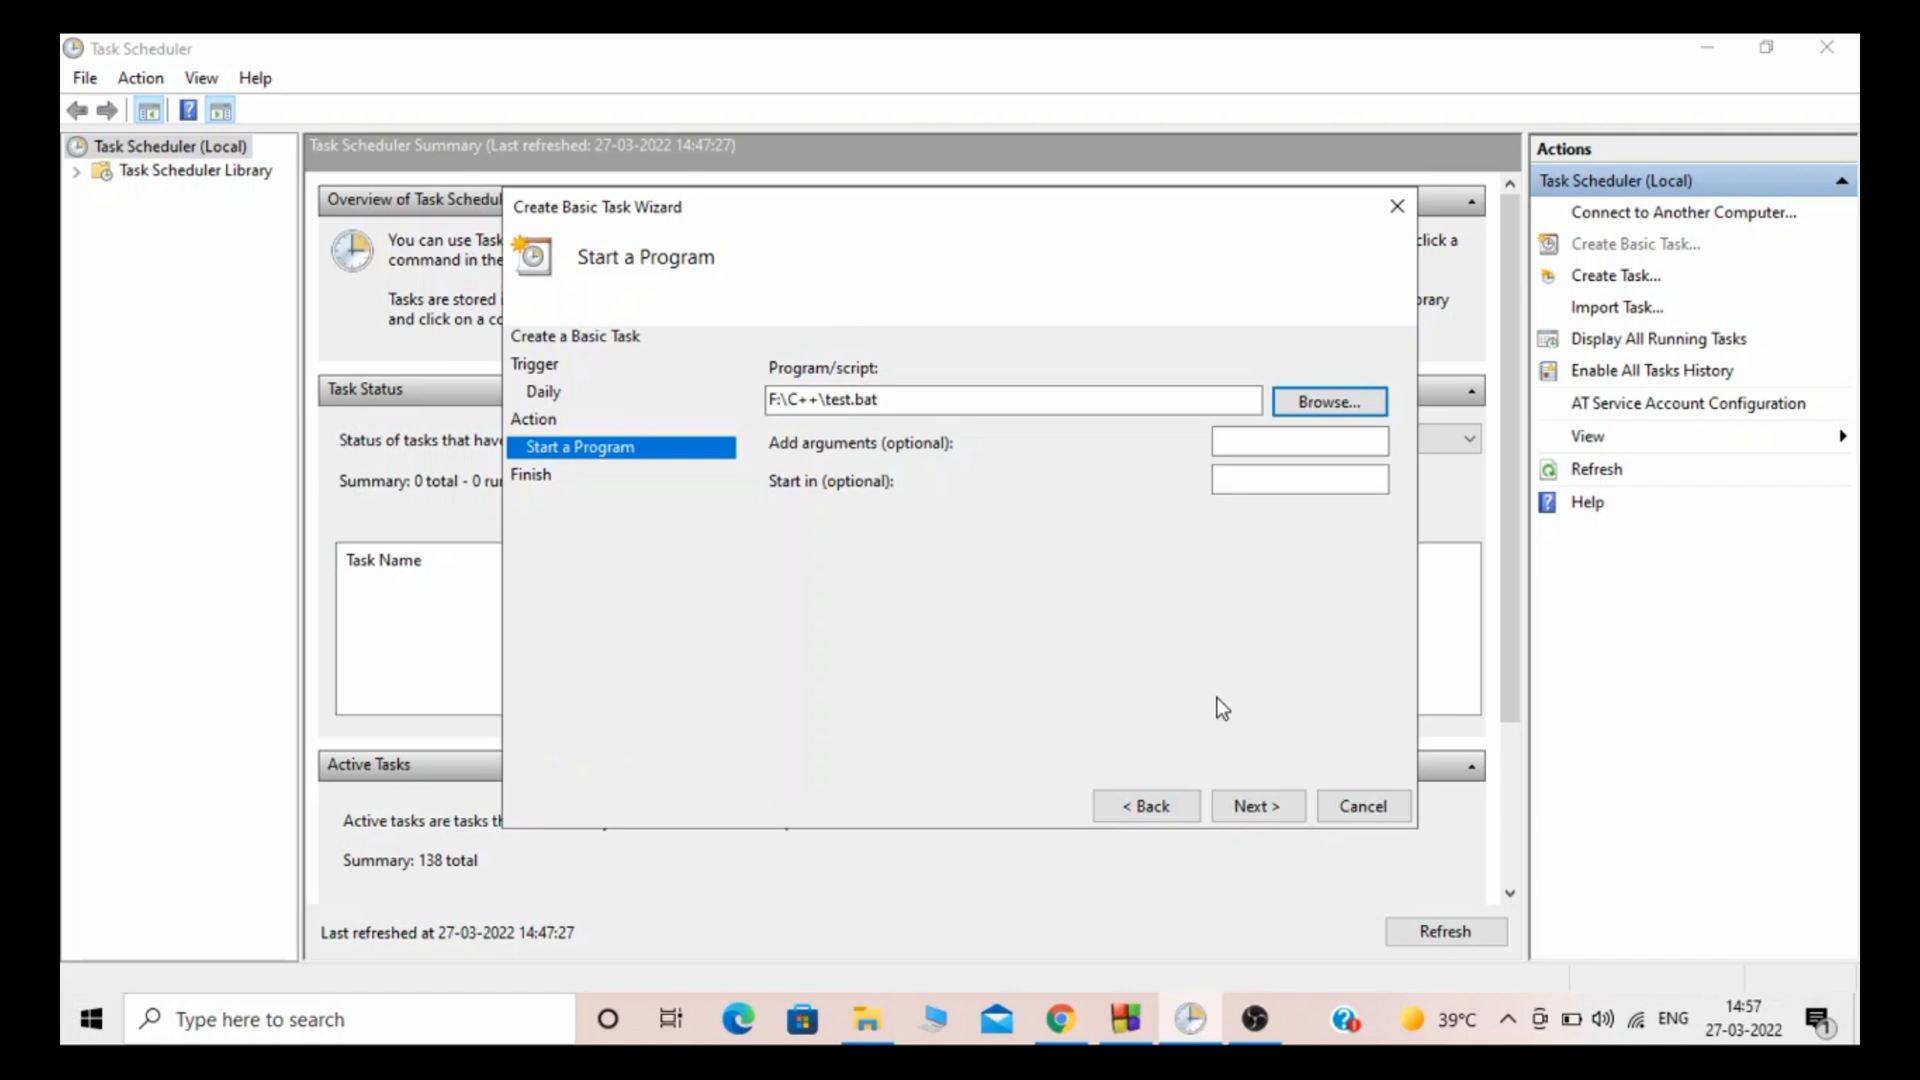 Task Scheduler
File Action View Help
Task Scheduler (Local)
Task Scheduler Library
Task Scheduler Summary (Last refreshed: 27-03-2022 14:47:27)
Overview of Task Schedul
You can use Task
command in the
click a
Tasks are stored i
and click on a co
orary
Task Status
Status of tasks that have
Summary: 0 total - 0 ru
Task Name
Active Tasks
Active tasks are tasks th
Summary: 138 total
Last refreshed at 27-03-2022 14:47:27
Refresh
Create Basic Task Wizard
Start a Program
Create a Basic Task
Trigger
Daily
Action
Start a Program
Finish
Program/script:
F:\C++\test.bat
Browse...
Add arguments (optional):
Start in (optional):
< Back
Next >
Cancel
Actions
Task Scheduler (Local)
Connect to Another Computer...
Create Basic Task...
Create Task...
Import Task...
Display All Running Tasks
Enable All Tasks History
AT Service Account Configuration
View
Refresh
Help
Type here to search
39°C
ENG
14:57
27-03-2022
1